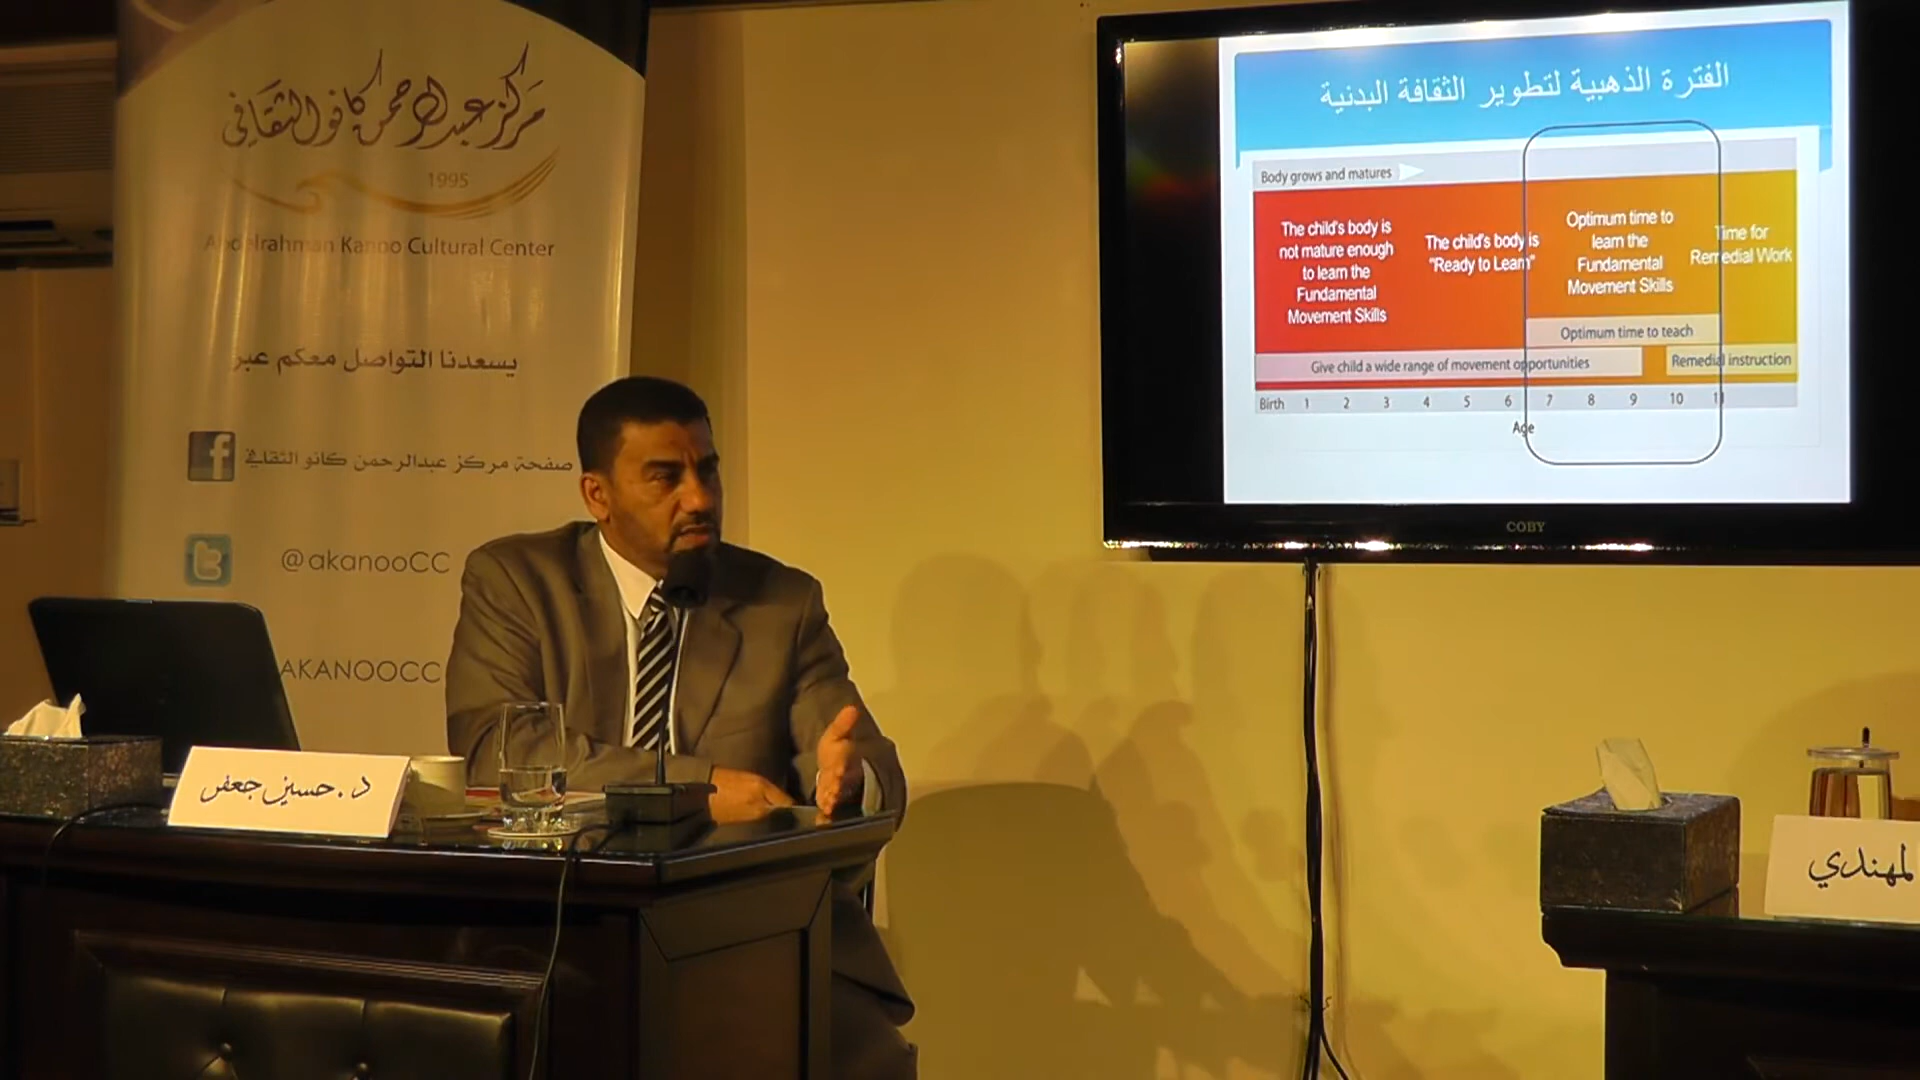 مركز عبدالرحمن كانو الثقافي
1995
Abdelrahman Kanoo Cultural Center
يسعدنا التواصل معكم عبر
صفحة مركز عبدالرحمن كانو الثقافي
@akanooCC
AKANOOCC
د. حسين جعفر
الفترة الذهبية لتطوير الثقافة البدنية
Body grows and matures
The child's body is
not mature enough
to learn the
Fundamental
Movement Skills
The child's body is
"Ready to Learn"
Optimum time to
learn the
Fundamental
Movement Skills
Time for
Remedial Work
Optimum time to teach
Give child a wide range of movement opportunities
Remedial instruction
Birth 1 2 3 4 5 6 7 8 9 10 11
Age
COBY
لمهندي